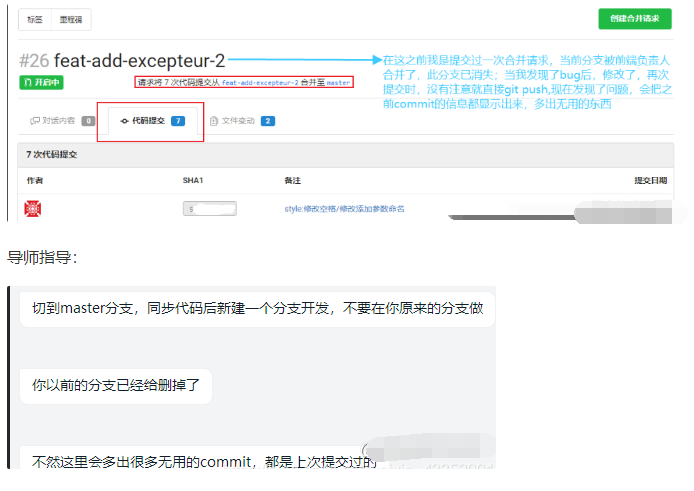 标签 里程碑
创建合并请求
#26 feat-add-excepteur-2
在这之前我是提交过一次合并请求，当前分支被前端负责人
合并了，此分支已消失；当我发现了bug后，修改了，再次
提交时，没有注意就直接git push,现在发现了问题，会把之
前commit的信息都显示出来，多出无用的东西
开启中
请求将 7 次代码提交从 feat-add-excepteur-2 合并至 master
对话内容 0 代码提交 7 文件变动 2
7 次代码提交
作者 SHA1 备注 提交日期
style:修改空格/修改添加参数命名
导师指导：
切到master分支，同步代码后新建一个分支开发，不要在你原来的分支做
你以前的分支已经给删掉了
不然这里会多出很多无用的commit，都是上次提交过的